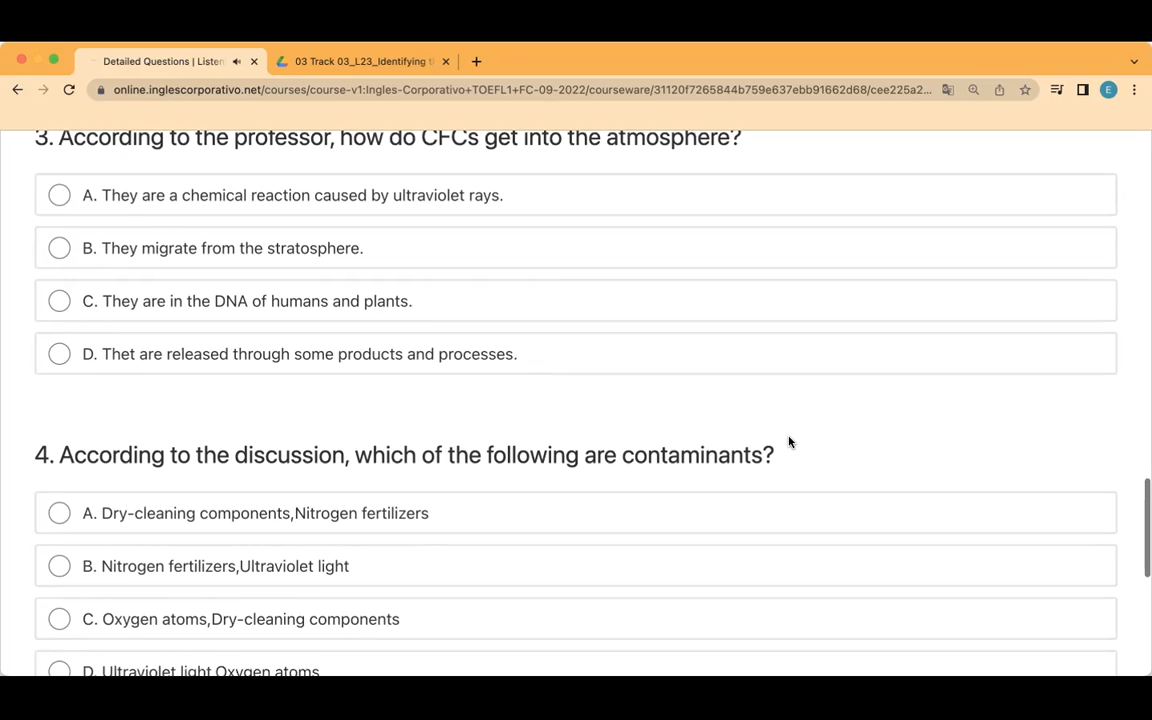 Detailed Questions | Listen
03 Track 03_L23_Identifying t
online.inglescorporativo.net/courses/course-v1:Ingles-Corporativo+TOEFL1+FC-09-2022/courseware/31120f7265844b759e637ebb91662d68/cee225a2...
E
3. According to the professor, how do CFCs get into the atmosphere?
A. They are a chemical reaction caused by ultraviolet rays.
B. They migrate from the stratosphere.
C. They are in the DNA of humans and plants.
D. Thet are released through some products and processes.
4. According to the discussion, which of the following are contaminants?
A. Dry-cleaning components,Nitrogen fertilizers
B. Nitrogen fertilizers,Ultraviolet light
C. Oxygen atoms,Dry-cleaning components
D. Ultraviolet light,Oxygen atoms